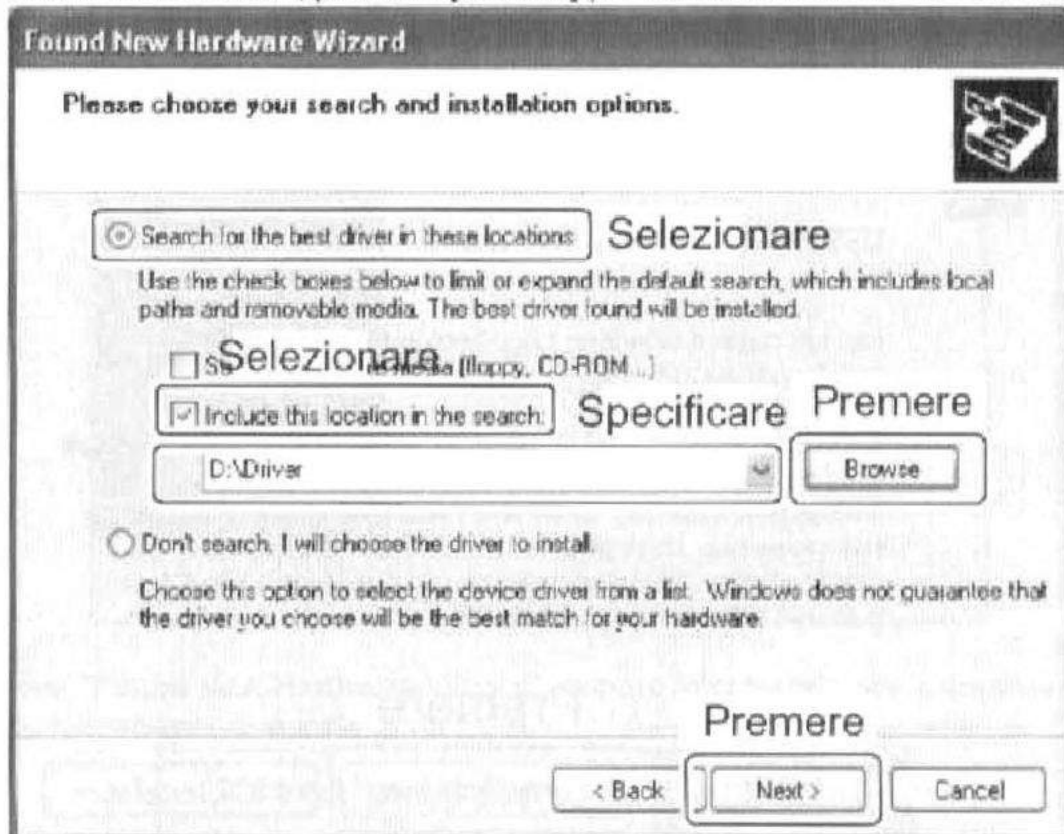 Found New Hardware Wizard
Please choose your search and installation options.
Search for the best driver in these locations. Selezionare
Use the check boxes below to limit or expand the default search, which includes local
paths and removable media. The best driver found will be installed.
Selezionare media (floppy, CD-ROM...)
Include this location in the search: Specificare Premere
D:\Driver Browse
Don't search. I will choose the driver to install.
Choose this option to select the device driver from a list. Windows does not guarantee that
the driver you choose will be the best match for your hardware.
Premere
< Back Next > Cancel